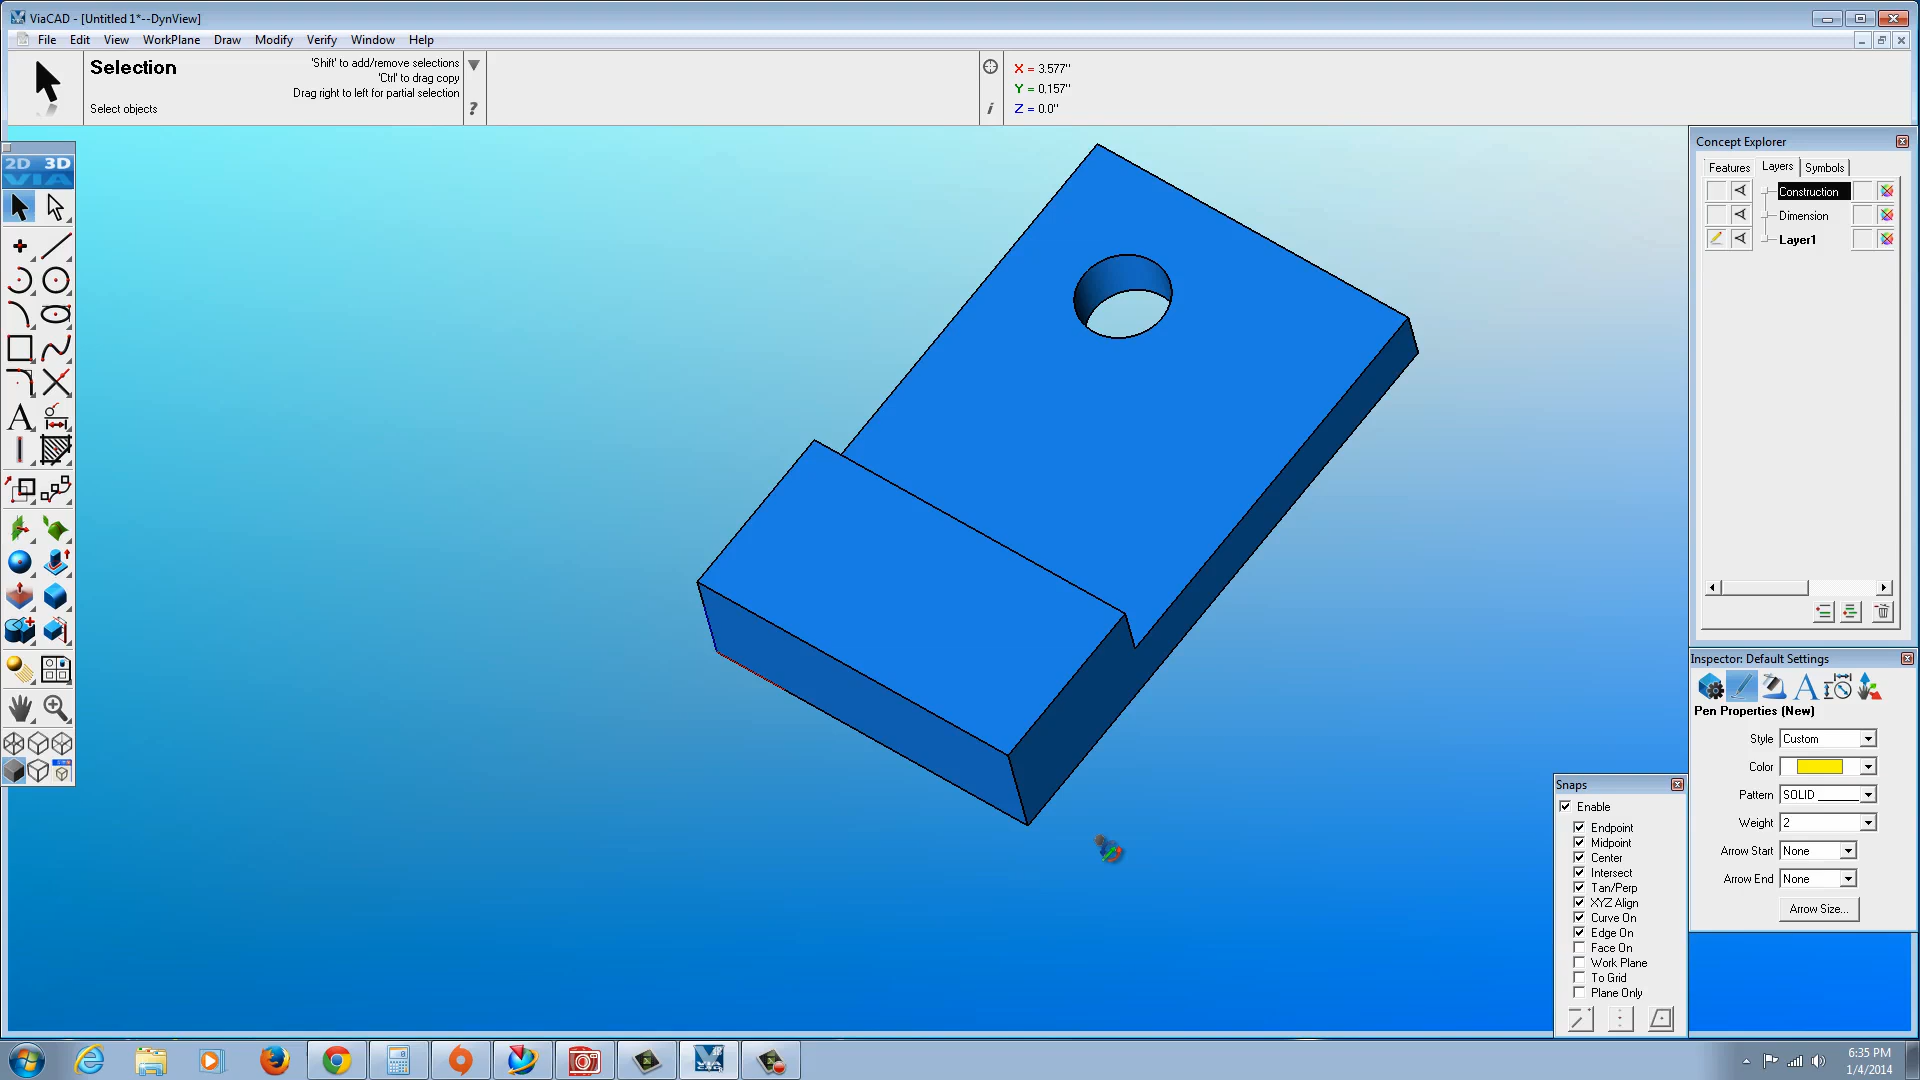 ViaCAD - [Untitled 1*--DynView]
File Edit View WorkPlane Draw Modify Verify Window Help
Selection
Select objects
'Shift' to add/remove selections
'Ctrl' to drag copy
Drag right to left for partial selection
?
i
X = 3.577"
Y = 0.157"
Z = 0.0"
2D 3D
VIA
A
Concept Explorer
Features Layers Symbols
Construction
Dimension
Layer1
Inspector: Default Settings
A
Pen Properties (New)
Style Custom
Color
Pattern SOLID
Weight 2
Arrow Start None
Arrow End None
Arrow Size...
Snaps
Enable
Endpoint
Midpoint
Center
Intersect
Tan/Perp
XYZ Align
Curve On
Edge On
Face On
Work Plane
To Grid
Plane Only
6:35 PM
1/4/2014